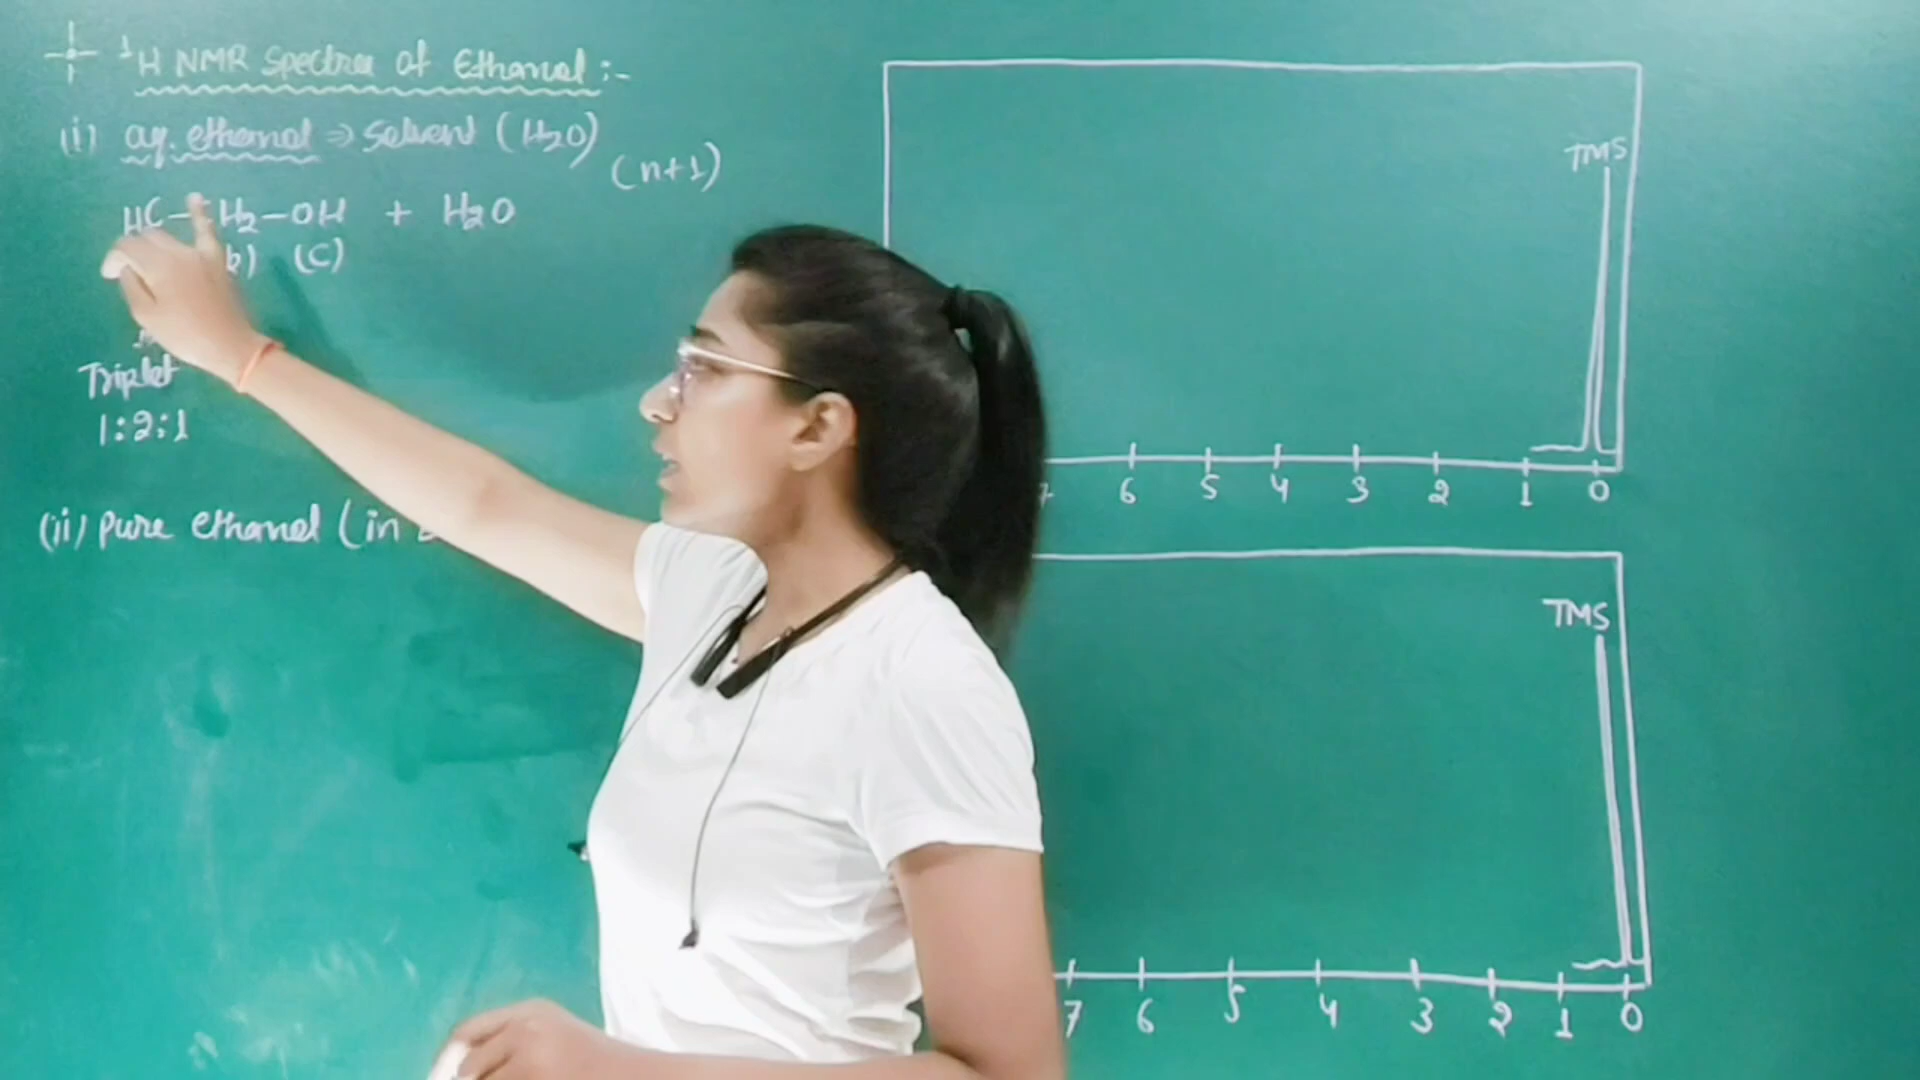 ¹H NMR Spectra of Ethanol :-
(i) aq. ethanol ⇒ Solvent (H₂O)
(n+1)
HC-CH₂-OH + H₂O
(c)
Triplet
1:2:1
(ii) pure ethanol (in
TMS
6 5 4 3 2 1 0
TMS
7 6 5 4 3 2 1 0